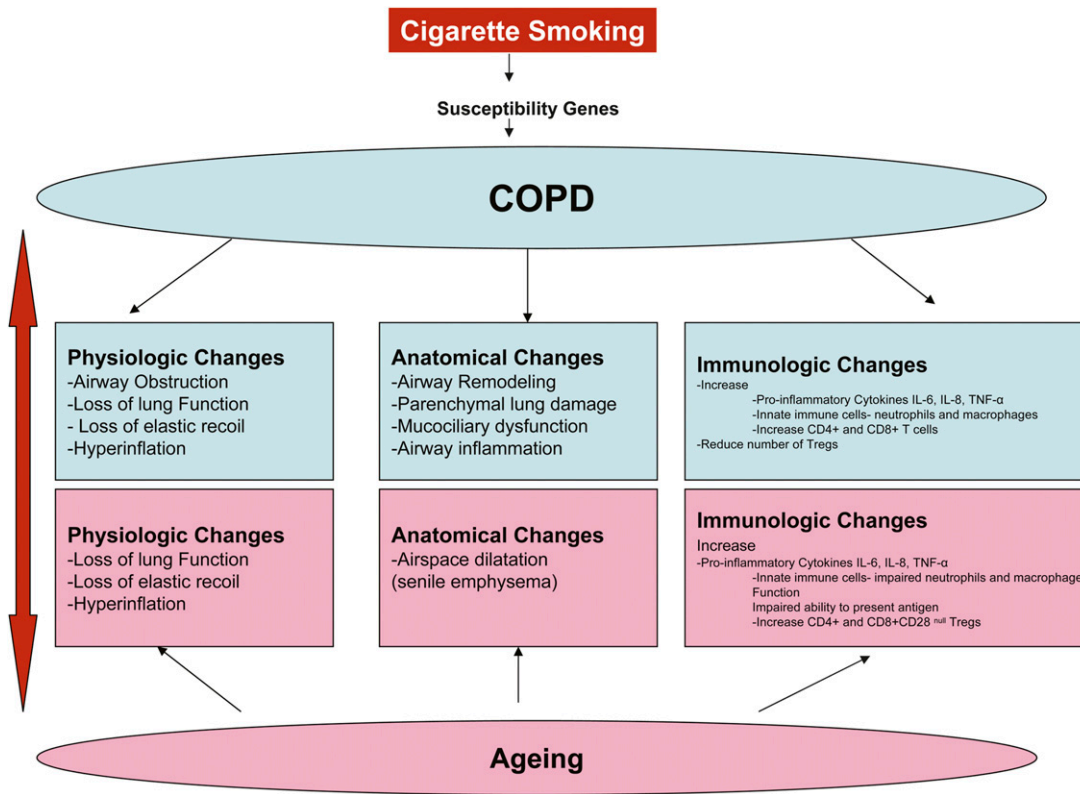 Cigarette Smoking
Susceptibility Genes
COPD
Physiologic Changes
-Airway Obstruction
-Loss of lung Function
- Loss of elastic recoil
-Hyperinflation
Anatomical Changes
-Airway Remodeling
-Parenchymal lung damage
-Mucociliary dysfunction
-Airway inflammation
Immunologic Changes
-Increase
-Pro-inflammatory Cytokines IL-6, IL-8, TNF-α
-Innate immune cells- neutrophils and macrophages
-Increase CD4+ and CD8+ T cells
-Reduce number of Tregs
Physiologic Changes
-Loss of lung Function
-Loss of elastic recoil
-Hyperinflation
Anatomical Changes
-Airspace dilatation
(senile emphysema)
Immunologic Changes
Increase
-Pro-inflammatory Cytokines IL-6, IL-8, TNF-α
-Innate immune cells- impaired neutrophils and macrophage
Function
Impaired ability to present antigen
-Increase CD4+ and CD8+CD28 null Tregs
Ageing